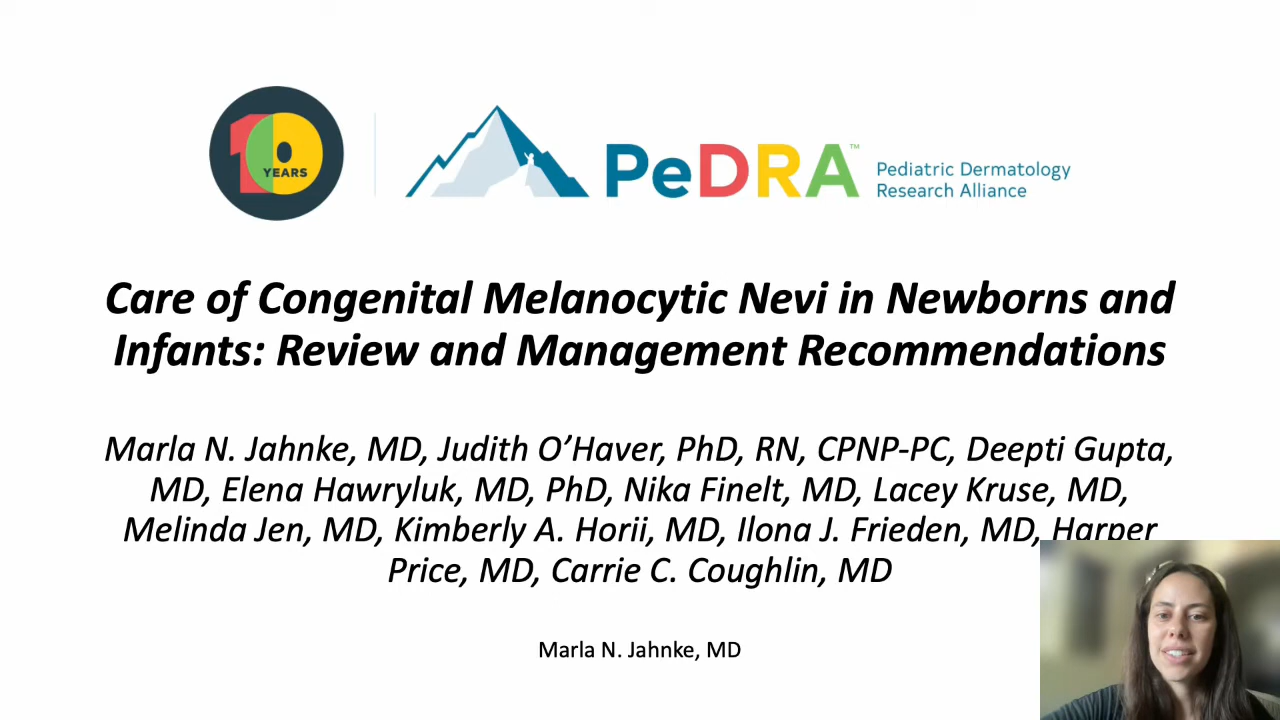 10 YEARS
PeDRA™
Pediatric Dermatology
Research Alliance
Care of Congenital Melanocytic Nevi in Newborns and
Infants: Review and Management Recommendations
Marla N. Jahnke, MD, Judith O’Haver, PhD, RN, CPNP-PC, Deepti Gupta,
MD, Elena Hawryluk, MD, PhD, Nika Finelt, MD, Lacey Kruse, MD,
Melinda Jen, MD, Kimberly A. Horii, MD, Ilona J. Frieden, MD, Harper
Price, MD, Carrie C. Coughlin, MD
Marla N. Jahnke, MD